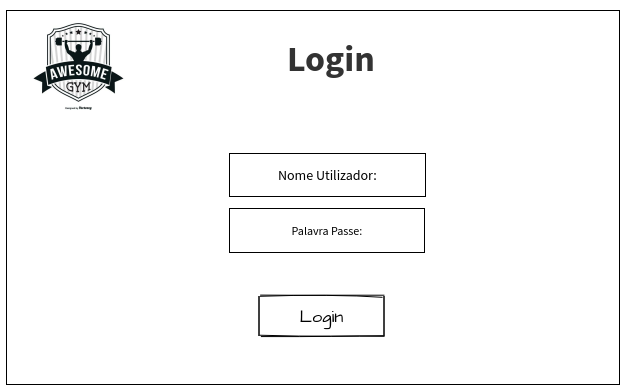 AWESOME
GYM
Login
Nome Utilizador:
Palavra Passe:
Login